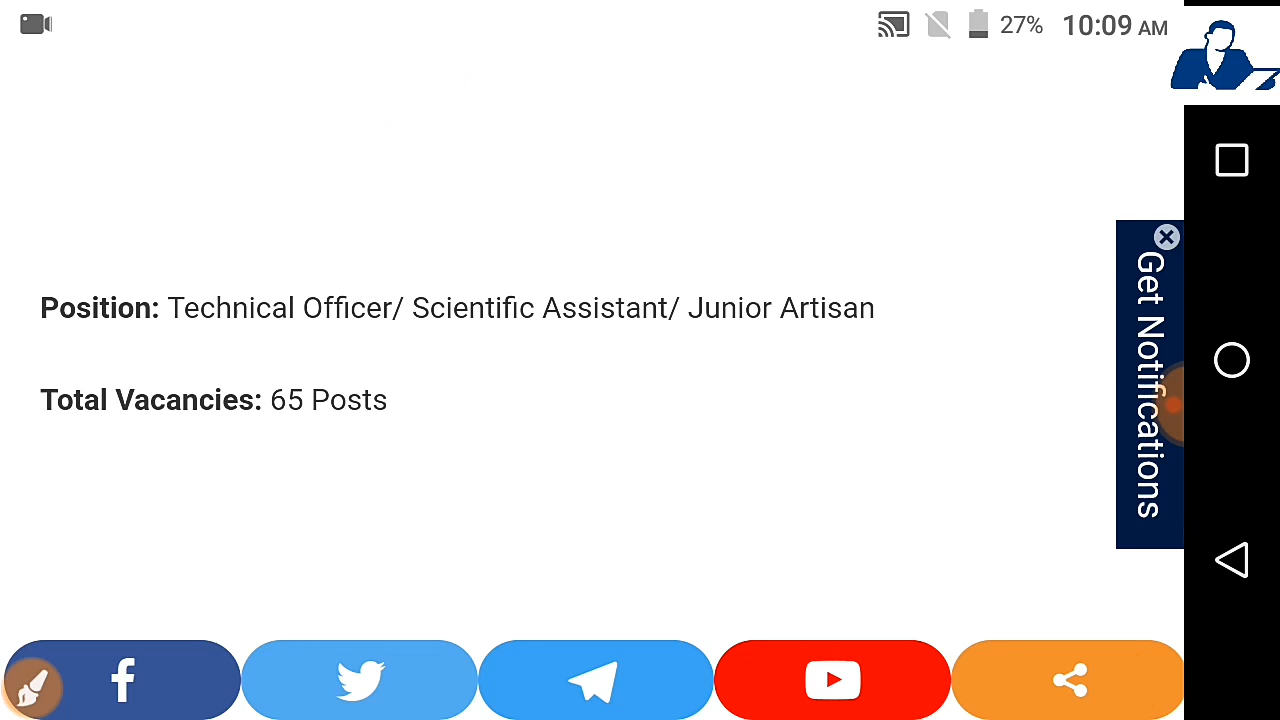 27% 10:09 AM
Position: Technical Officer/ Scientific Assistant/ Junior Artisan
Total Vacancies: 65 Posts
Get Notifications